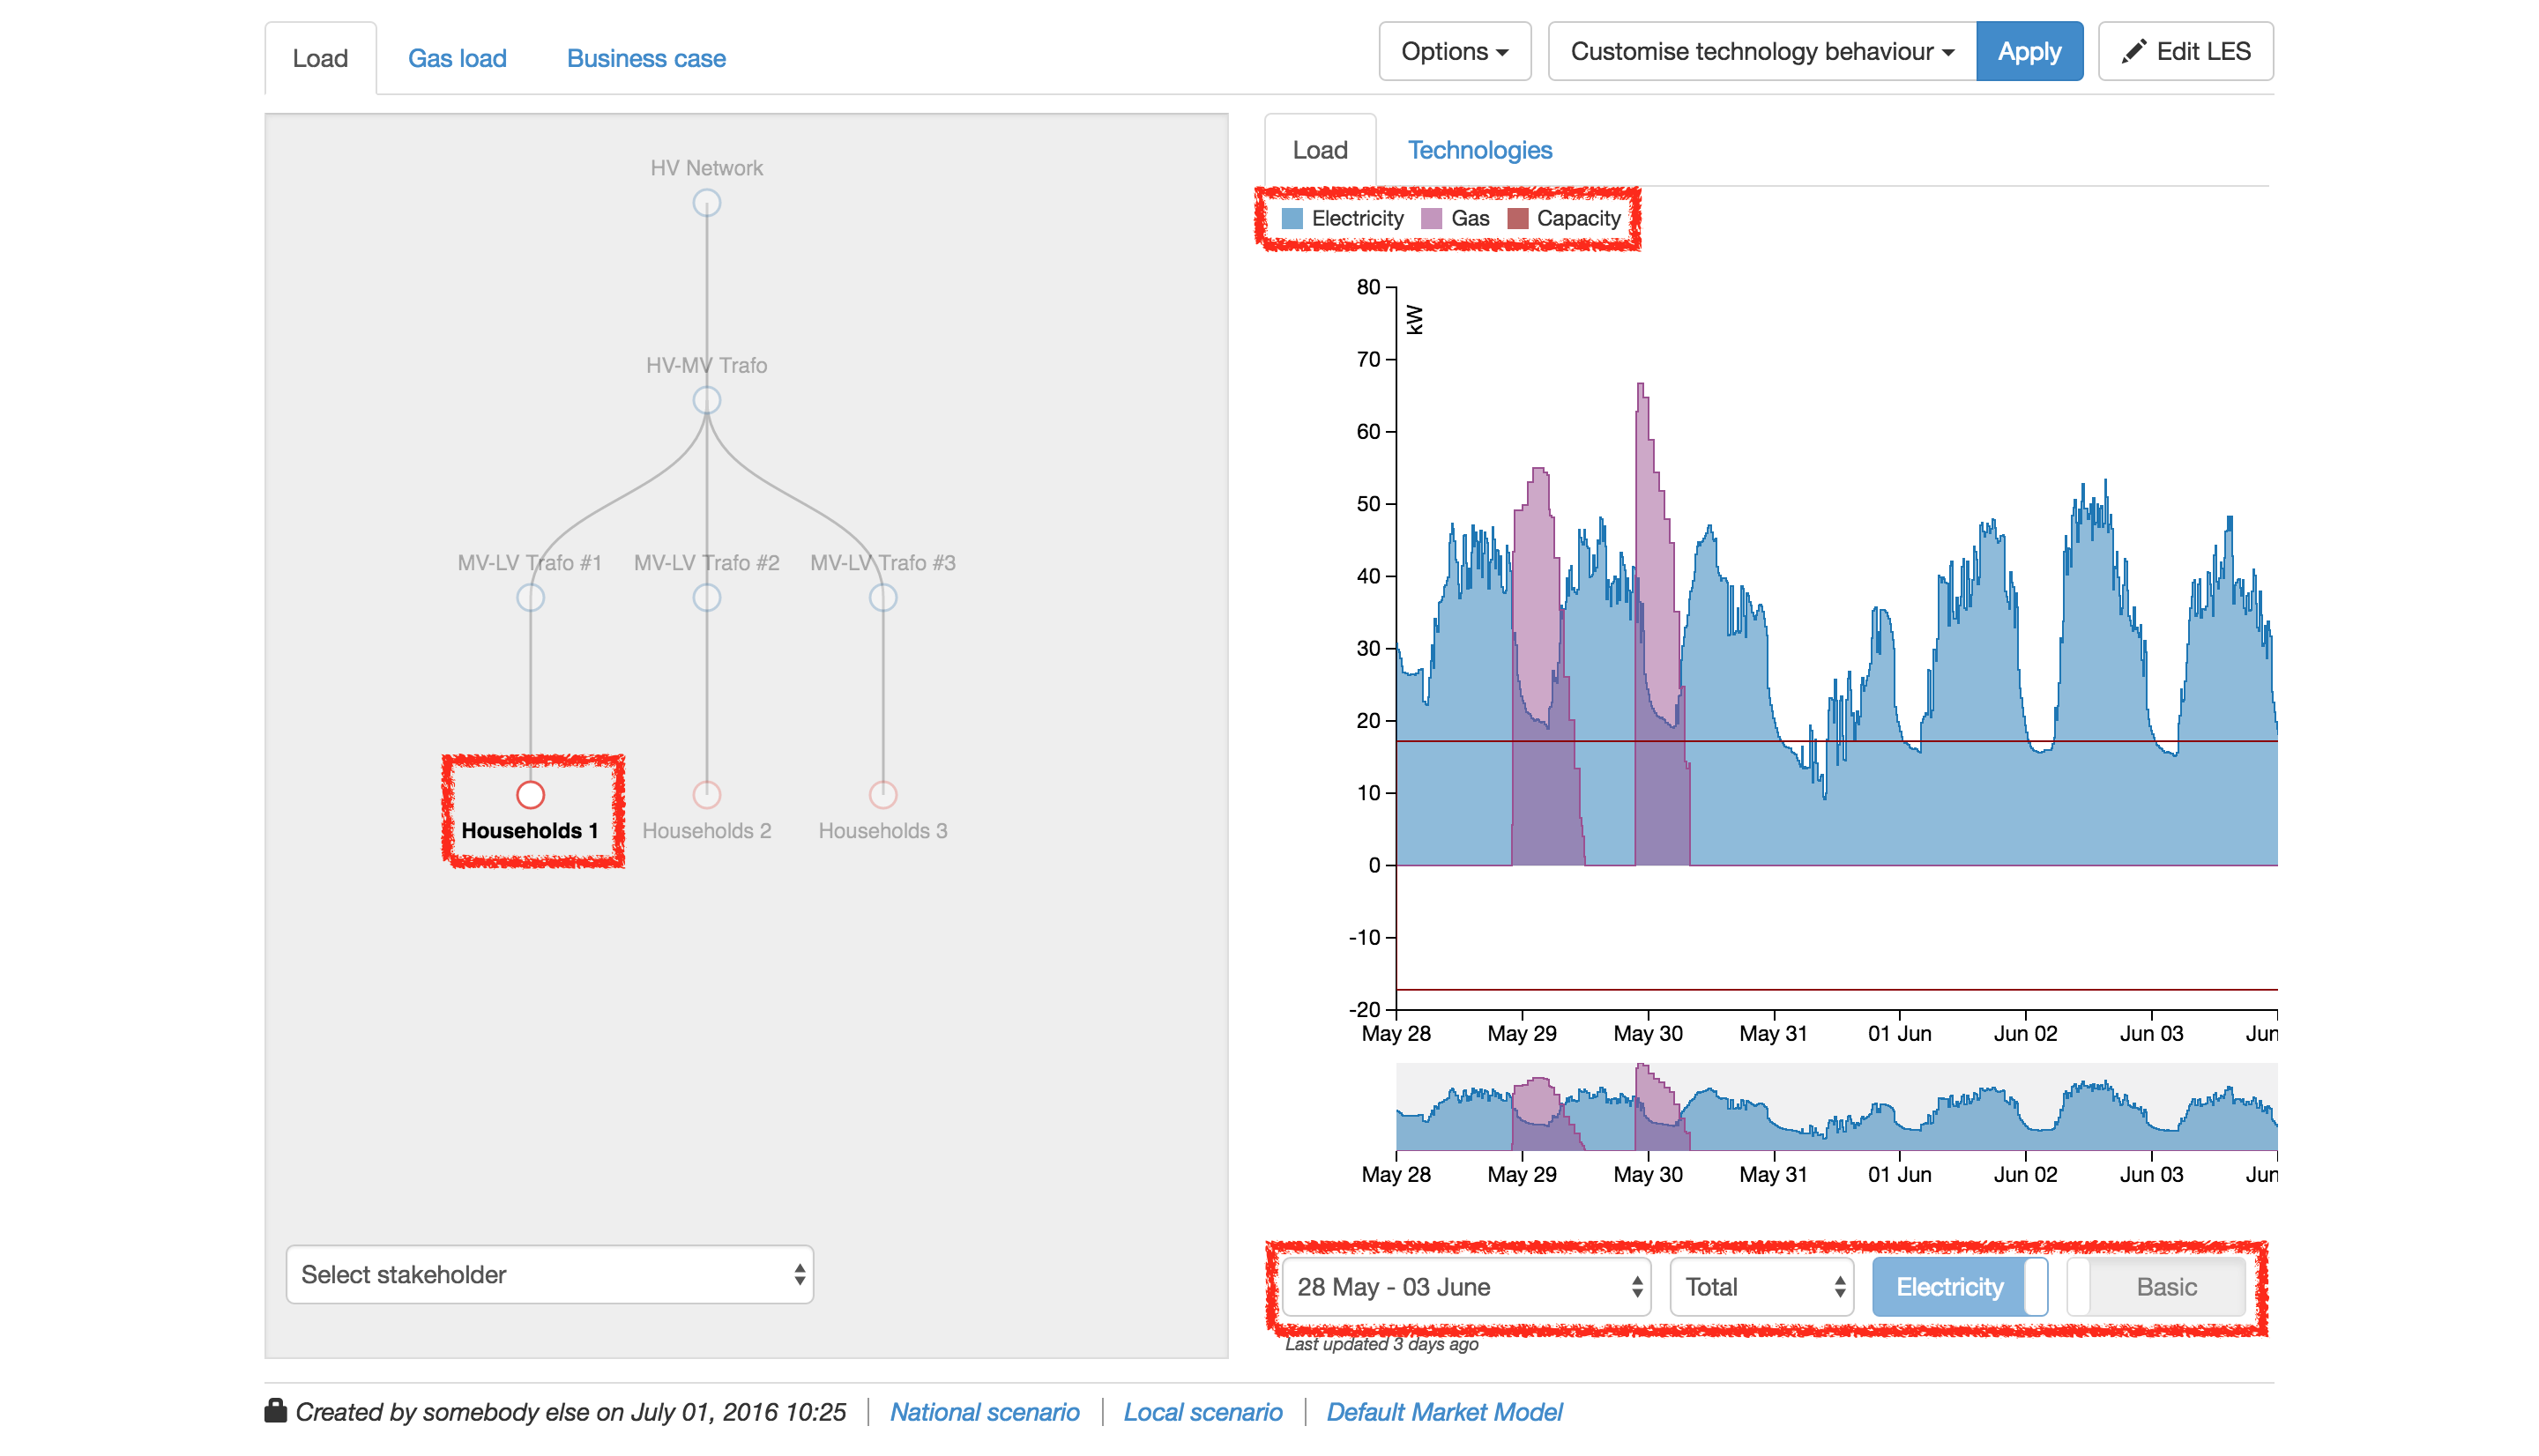 Load Gas load Business case Options Customise technology behaviour Apply Edit LES
HV Network
HV-MV Trafo
MV-LV Trafo #1 MV-LV Trafo #2 MV-LV Trafo #3
Households 1 Households 2 Households 3
Select stakeholder
Load Technologies
Electricity Gas Capacity
kW
80
70
60
50
40
30
20
10
0
-10
-20
May 28 May 29 May 30 May 31 01 Jun Jun 02 Jun 03 Jun
May 28 May 29 May 30 May 31 01 Jun Jun 02 Jun 03 Jun
28 May - 03 June Total Electricity Basic
Last updated 3 days ago
Created by somebody else on July 01, 2016 10:25 | National scenario | Local scenario | Default Market Model